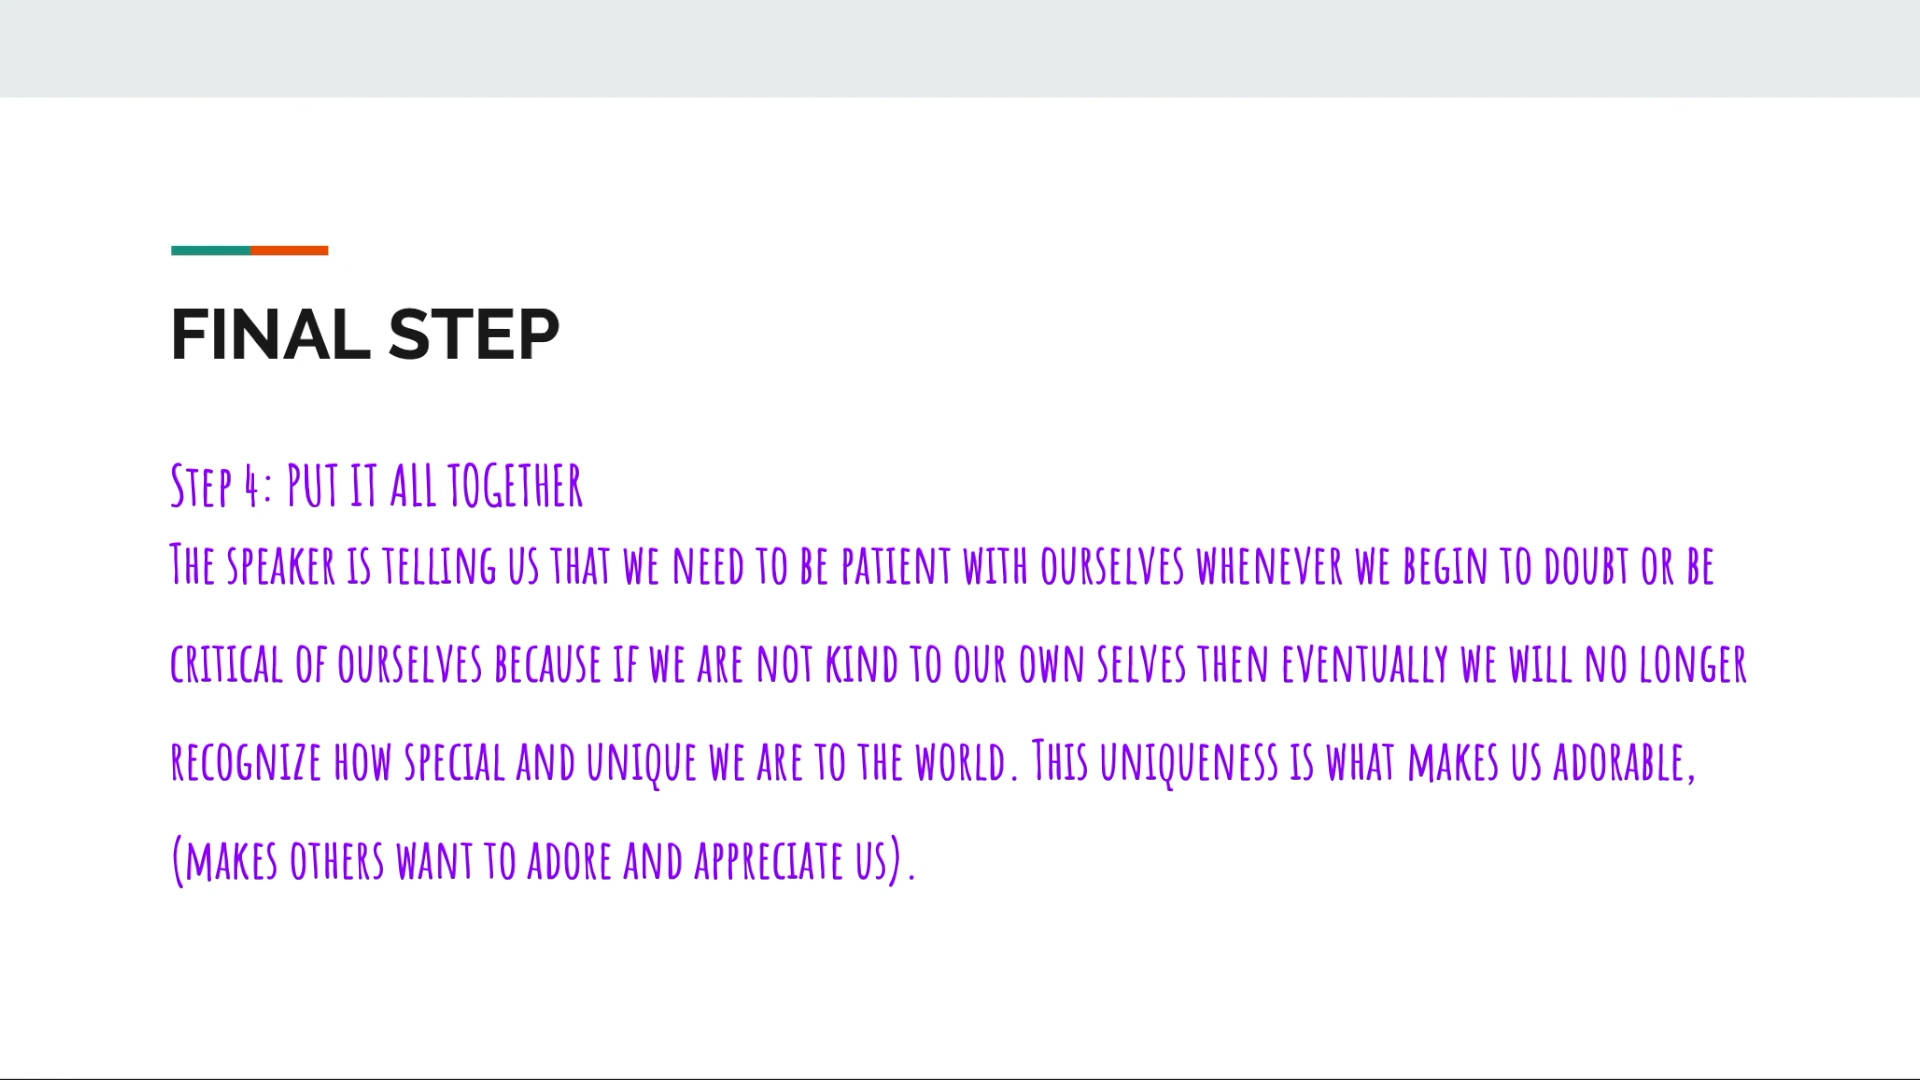 FINAL STEP
Step 4: PUT IT ALL TOGETHER
The speaker is telling us that we need to be patient with ourselves whenever we begin to doubt or be
critical of ourselves because if we are not kind to our own selves then eventually we will no longer
recognize how special and unique we are to the world. This uniqueness is what makes us adorable,
(makes others want to adore and appreciate us).